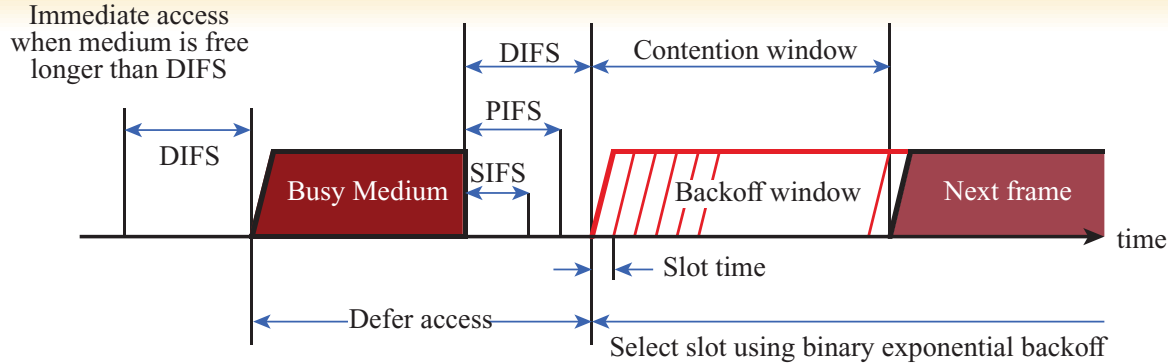 Immediate access
when medium is free
longer than DIFS
DIFS
Contention window
PIFS
DIFS
SIFS
Busy Medium
Backoff window
Next frame
time
Slot time
Defer access
Select slot using binary exponential backoff